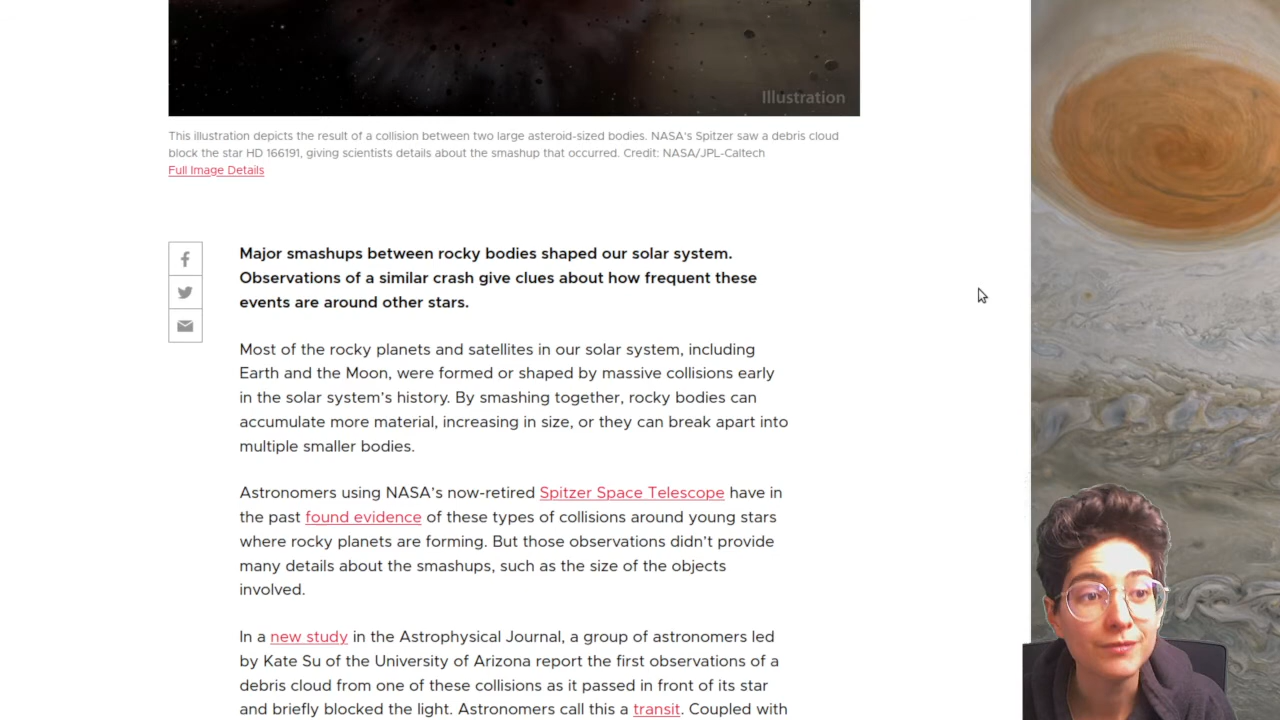 Illustration
This illustration depicts the result of a collision between two large asteroid-sized bodies. NASA's Spitzer saw a debris cloud
block the star HD 166191, giving scientists details about the smashup that occurred. Credit: NASA/JPL-Caltech
Full Image Details
Major smashups between rocky bodies shaped our solar system.
Observations of a similar crash give clues about how frequent these
events are around other stars.
Most of the rocky planets and satellites in our solar system, including
Earth and the Moon, were formed or shaped by massive collisions early
in the solar system's history. By smashing together, rocky bodies can
accumulate more material, increasing in size, or they can break apart into
multiple smaller bodies.
Astronomers using NASA's now-retired Spitzer Space Telescope have in
the past found evidence of these types of collisions around young stars
where rocky planets are forming. But those observations didn't provide
many details about the smashups, such as the size of the objects
involved.
In a new study in the Astrophysical Journal, a group of astronomers led
by Kate Su of the University of Arizona report the first observations of a
debris cloud from one of these collisions as it passed in front of its star
and briefly blocked the light. Astronomers call this a transit. Coupled with